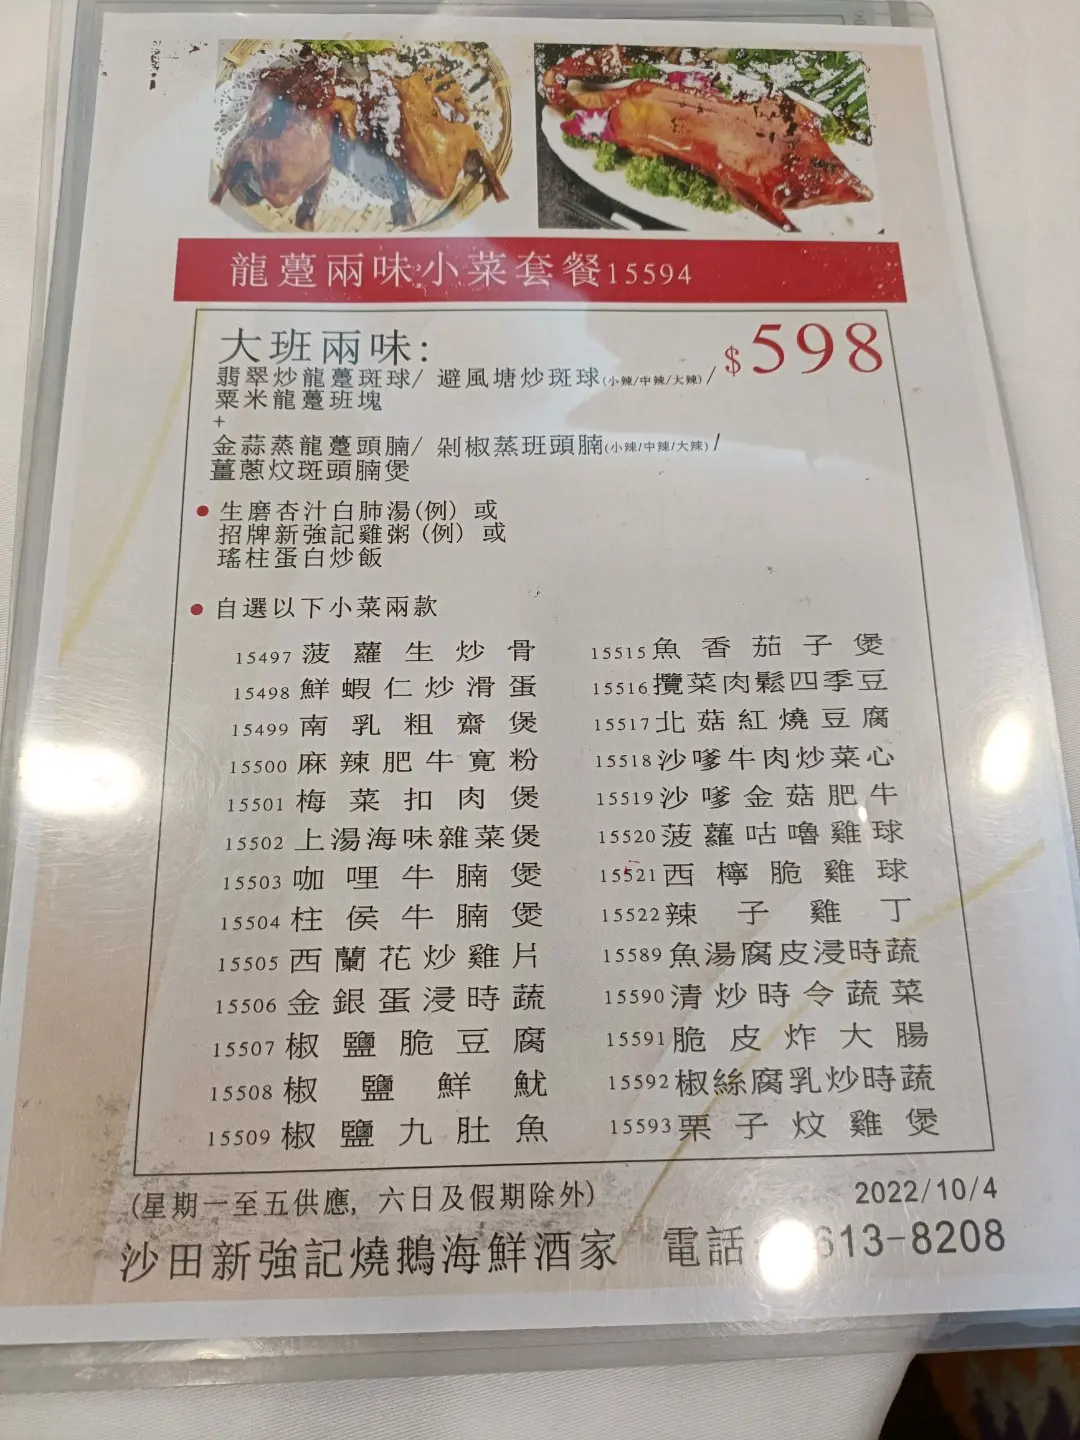 龍躉兩味小菜套餐15594
大班兩味:
$598
翡翠炒龍躉斑球/ 避風塘炒斑球(小辣/中辣/大辣)/
粟米龍躉班塊
+
金蒜蒸龍躉頭腩/ 剁椒蒸班頭腩(小辣/中辣/大辣)/
薑蔥炆斑頭腩煲
● 生磨杏汁白肺湯(例) 或
招牌新強記雞粥 (例) 或
瑤柱蛋白炒飯
● 自選以下小菜兩款
15497 菠蘿生炒骨
15498 鮮蝦仁炒滑蛋
15499 南乳粗齋煲
15500 麻辣肥牛寬粉
15501 梅菜扣肉煲
15502 上湯海味雜菜煲
15503 咖哩牛腩煲
15504 柱侯牛腩煲
15505 西蘭花炒雞片
15506 金銀蛋浸時蔬
15507 椒鹽脆豆腐
15508 椒鹽鮮魷
15509 椒鹽九肚魚
15515 魚香茄子煲
15516 攬菜肉鬆四季豆
15517 北菇紅燒豆腐
15518 沙嗲牛肉炒菜心
15519 沙嗲金菇肥牛
15520 菠蘿咕嚕雞球
15521 西檸脆雞球
15522 辣子雞丁
15589 魚湯腐皮浸時蔬
15590 清炒時令蔬菜
15591 脆皮炸大腸
15592 椒絲腐乳炒時蔬
15593 栗子炆雞煲
(星期一至五供應, 六日及假期除外)
2022/10/4
沙田新強記燒鵝海鮮酒家 電話 613-8208